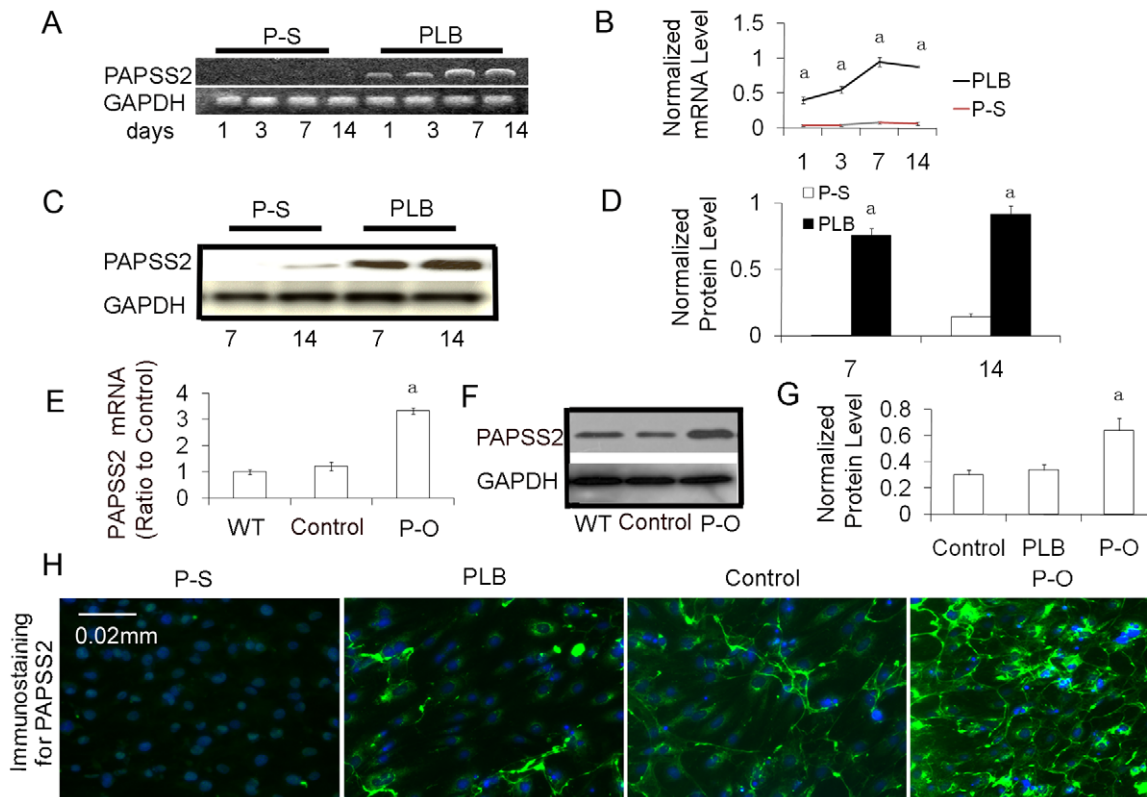 A
P-S PLB
PAPSS2
GAPDH
days 1 3 7 14 1 3 7 14
B
Normalized
mRNA Level
1
0.5
0
a a a a
PLB
P-S
1 3 7 14
C
P-S PLB
PAPSS2
GAPDH
7 14 7 14
D
Normalized
Protein Level
1
0.5
0
P-S
PLB
a a
7 14
E
PAPSS2 mRNA
(Ratio to Control)
4
3
2
1
0
a
WT Control P-O
F
PAPSS2
GAPDH
WT Control P-O
G
Normalized
Protein Level
0.8
0.6
0.4
0.2
0
a
Control PLB P-O
H
P-S PLB Control P-O
Immunostaining
for PAPSS2
0.02mm